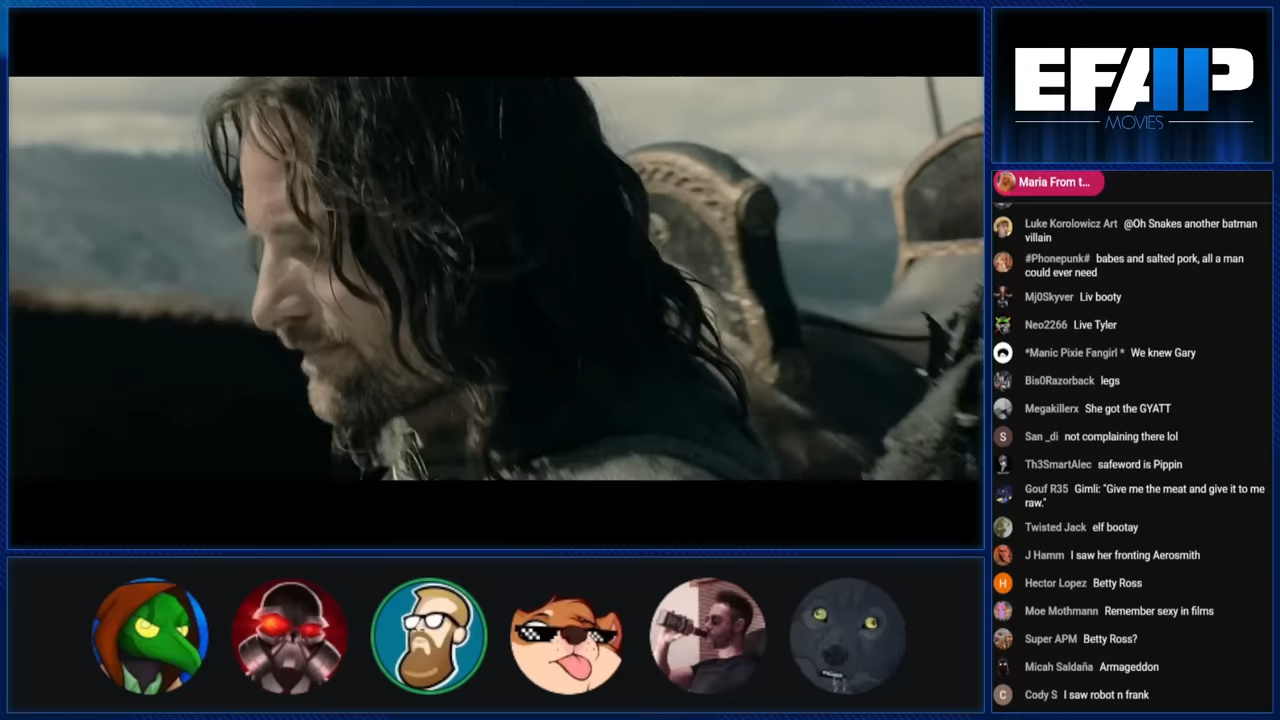 EFAP
MOVIES
Maria From t...
Luke Korolowicz Art @Oh Snakes another batman
villain
#Phonepunk# babes and salted pork, all a man
could ever need
Mj0Skyver Liv booty
Neo2266 Live Tyler
*Manic Pixie Fangirl * We knew Gary
Bis0Razorback legs
Megakillerx She got the GYATT
S San _di not complaining there lol
Th3SmartAlec safeword is Pippin
Gouf R35 Gimli: "Give me the meat and give it to me
raw."
Twisted Jack elf bootay
J Hamm I saw her fronting Aerosmith
H Hector Lopez Betty Ross
Moe Mothmann Remember sexy in films
Super APM Betty Ross?
Micah Saldaña Armageddon
C Cody S I saw robot n frank